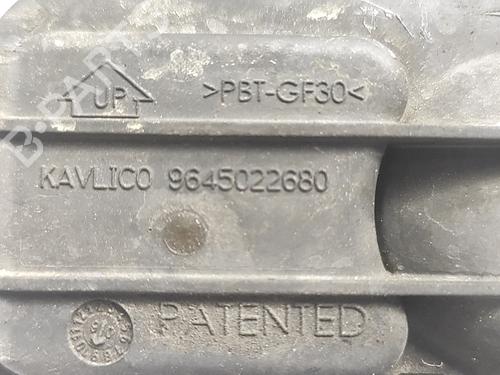 B-PARTS
UP
>PBT-GF30<
KAVLICO 9645022680
PATENTED